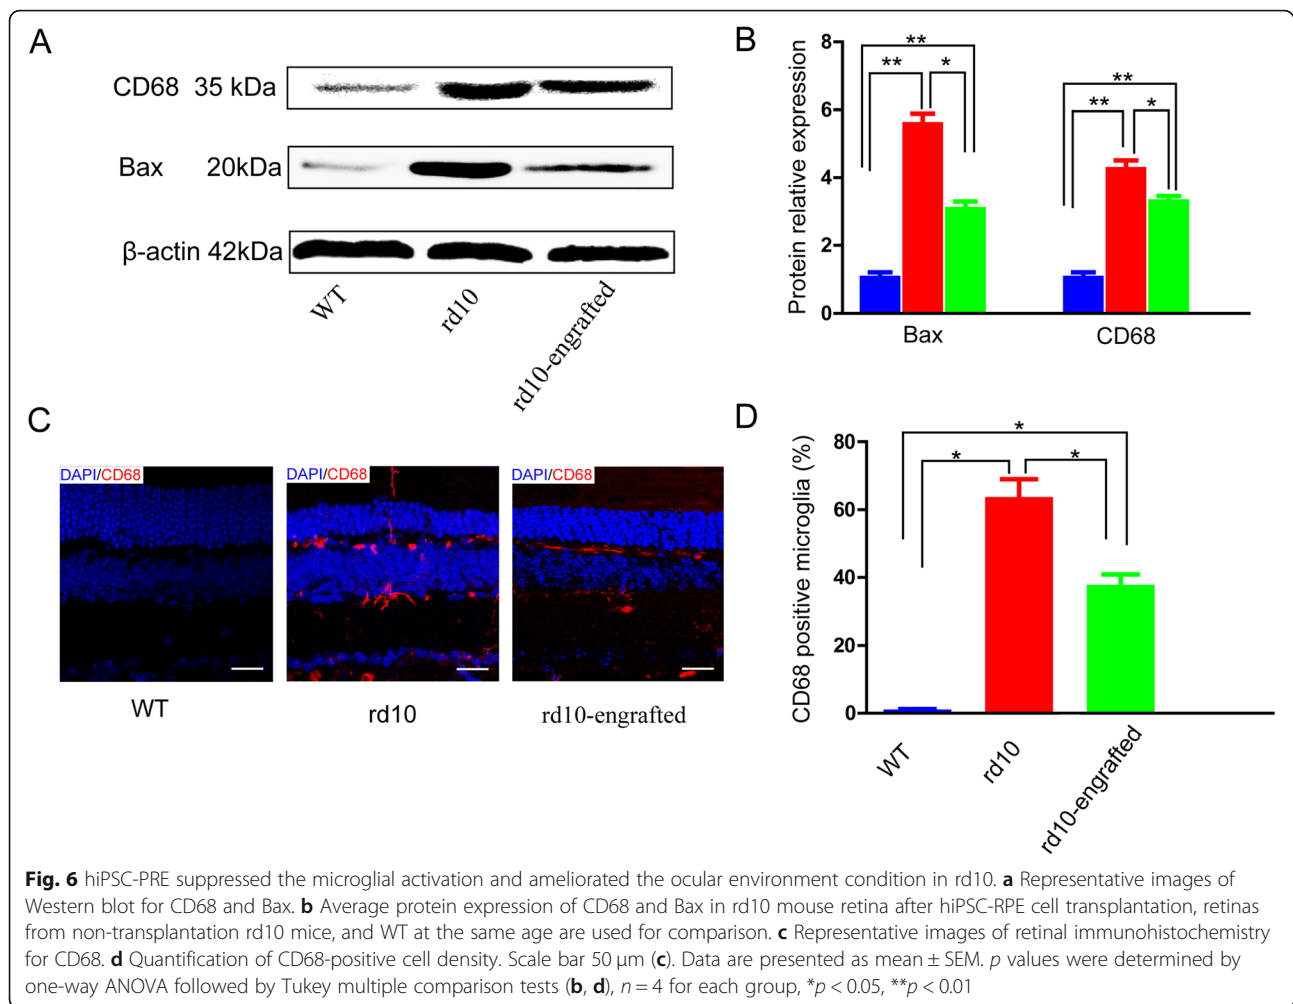 A
CD68 35 kDa
Bax 20kDa
β-actin 42kDa
WT
rd10
rd10-engrafted
B
Protein relative expression
8
6
4
2
0
** ** *
** ** *
Bax CD68
C
DAPI/CD68 DAPI/CD68 DAPI/CD68
WT rd10 rd10-engrafted
D
CD68 positive microglia (%)
80
60
40
20
0
* * *
WT
rd10
rd10-engrafted
Fig. 6 hiPSC-PRE suppressed the microglial activation and ameliorated the ocular environment condition in rd10. a Representative images of
Western blot for CD68 and Bax. b Average protein expression of CD68 and Bax in rd10 mouse retina after hiPSC-RPE cell transplantation, retinas
from non-transplantation rd10 mice, and WT at the same age are used for comparison. c Representative images of retinal immunohistochemistry
for CD68. d Quantification of CD68-positive cell density. Scale bar 50 μm (c). Data are presented as mean ± SEM. p values were determined by
one-way ANOVA followed by Tukey multiple comparison tests (b, d), n = 4 for each group, *p < 0.05, **p < 0.01